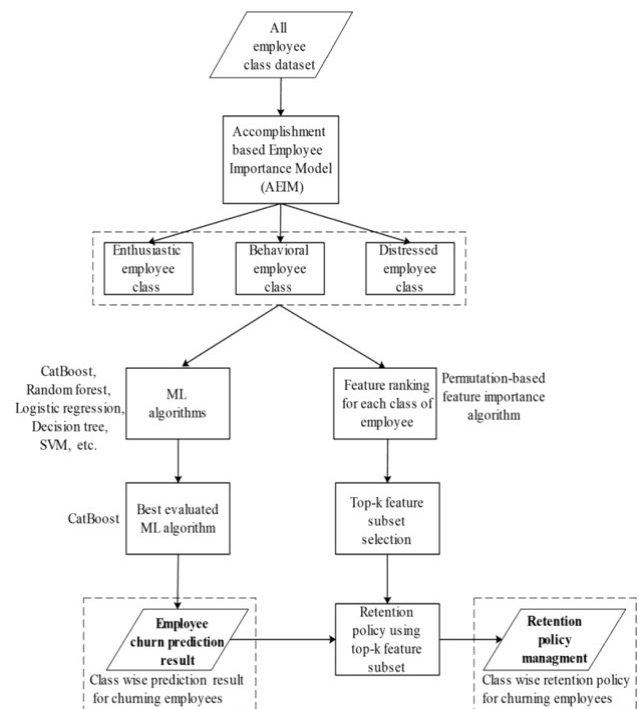 All
employee
class dataset
Accomplishment
based Employee
Importance Model
(AEIM)
Enthusiastic
employee
class
Behavioral
employee
class
Distressed
employee
class
CatBoost,
Random forest,
Logistic regression,
Decision tree,
SVM, etc.
ML
algorithms
Feature ranking
for each class of
employee
Permutation-based
feature importance
algorithm
CatBoost
Best evaluated
ML algorithm
Top-k feature
subset
selection
Employee
churn prediction
result
Class wise prediction result
for churning employees
Retention
policy using
top-k feature
subset
Retention
policy
managment
Class wise retention policy
for churning employees